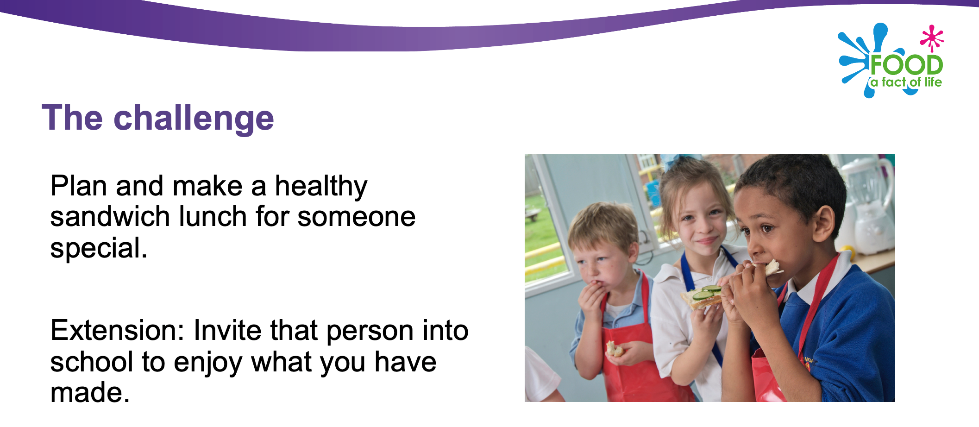 FOOD
a fact of life
The challenge
Plan and make a healthy
sandwich lunch for someone
special.
Extension: Invite that person into
school to enjoy what you have
made.